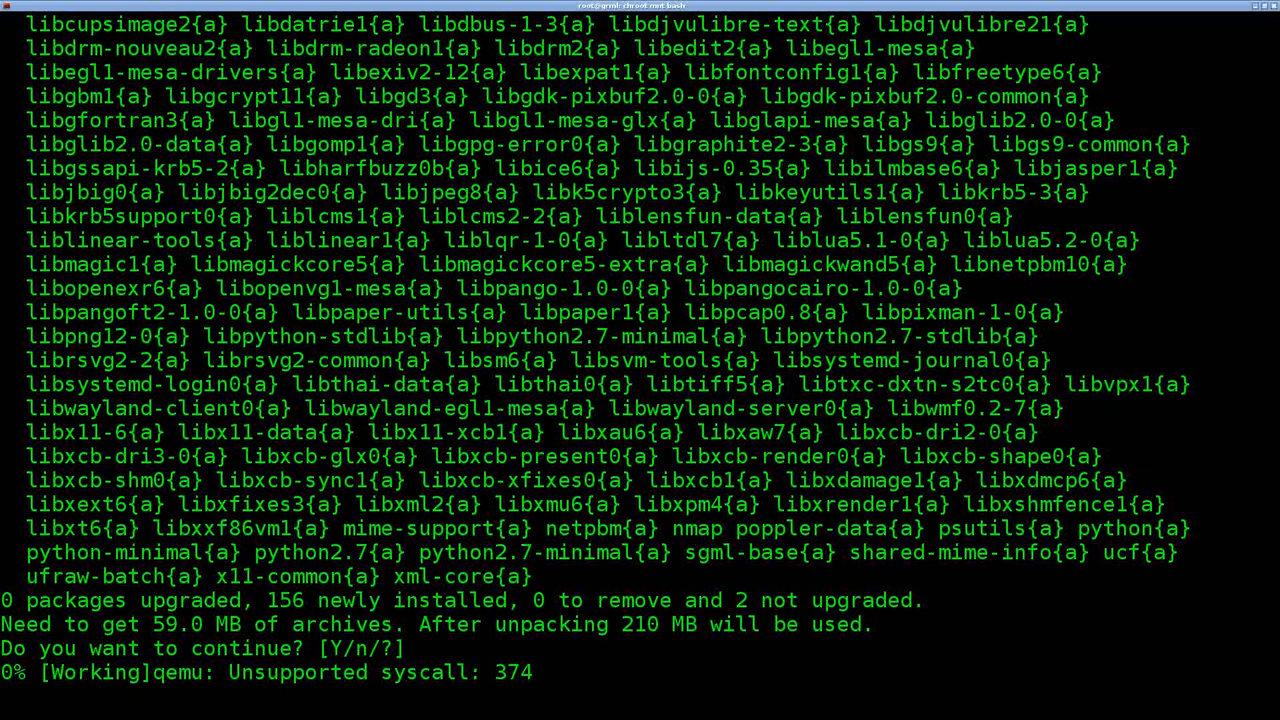 root@grml: chroot mnt bash
libcupsimage2{a} libdatrie1{a} libdbus-1-3{a} libdjvulibre-text{a} libdjvulibre21{a}
libdrm-nouveau2{a} libdrm-radeon1{a} libdrm2{a} libedit2{a} libegl1-mesa{a}
libegl1-mesa-drivers{a} libexiv2-12{a} libexpat1{a} libfontconfig1{a} libfreetype6{a}
libgbm1{a} libgcrypt11{a} libgd3{a} libgdk-pixbuf2.0-0{a} libgdk-pixbuf2.0-common{a}
libgfortran3{a} libgl1-mesa-dri{a} libgl1-mesa-glx{a} libglapi-mesa{a} libglib2.0-0{a}
libglib2.0-data{a} libgomp1{a} libgpg-error0{a} libgraphite2-3{a} libgs9{a} libgs9-common{a}
libgssapi-krb5-2{a} libharfbuzz0b{a} libice6{a} libijs-0.35{a} libilmbase6{a} libjasper1{a}
libjbig0{a} libjbig2dec0{a} libjpeg8{a} libk5crypto3{a} libkeyutils1{a} libkrb5-3{a}
libkrb5support0{a} liblcms1{a} liblcms2-2{a} liblensfun-data{a} liblensfun0{a}
liblinear-tools{a} liblinear1{a} liblqr-1-0{a} libltdl7{a} liblua5.1-0{a} liblua5.2-0{a}
libmagic1{a} libmagickcore5{a} libmagickcore5-extra{a} libmagickwand5{a} libnetpbm10{a}
libopenexr6{a} libopenvg1-mesa{a} libpango-1.0-0{a} libpangocairo-1.0-0{a}
libpangoft2-1.0-0{a} libpaper-utils{a} libpaper1{a} libpcap0.8{a} libpixman-1-0{a}
libpng12-0{a} libpython-stdlib{a} libpython2.7-minimal{a} libpython2.7-stdlib{a}
librsvg2-2{a} librsvg2-common{a} libsm6{a} libsvm-tools{a} libsystemd-journal0{a}
libsystemd-login0{a} libthai-data{a} libthai0{a} libtiff5{a} libtxc-dxtn-s2tc0{a} libvpx1{a}
libwayland-client0{a} libwayland-egl1-mesa{a} libwayland-server0{a} libwmf0.2-7{a}
libx11-6{a} libx11-data{a} libx11-xcb1{a} libxau6{a} libxaw7{a} libxcb-dri2-0{a}
libxcb-dri3-0{a} libxcb-glx0{a} libxcb-present0{a} libxcb-render0{a} libxcb-shape0{a}
libxcb-shm0{a} libxcb-sync1{a} libxcb-xfixes0{a} libxcb1{a} libxdamage1{a} libxdmcp6{a}
libxext6{a} libxfixes3{a} libxml2{a} libxmu6{a} libxpm4{a} libxrender1{a} libxshmfence1{a}
libxt6{a} libxxf86vm1{a} mime-support{a} netpbm{a} nmap poppler-data{a} psutils{a} python{a}
python-minimal{a} python2.7{a} python2.7-minimal{a} sgml-base{a} shared-mime-info{a} ucf{a}
ufraw-batch{a} x11-common{a} xml-core{a}
0 packages upgraded, 156 newly installed, 0 to remove and 2 not upgraded.
Need to get 59.0 MB of archives. After unpacking 210 MB will be used.
Do you want to continue? [Y/n/?]
0% [Working]qemu: Unsupported syscall: 374